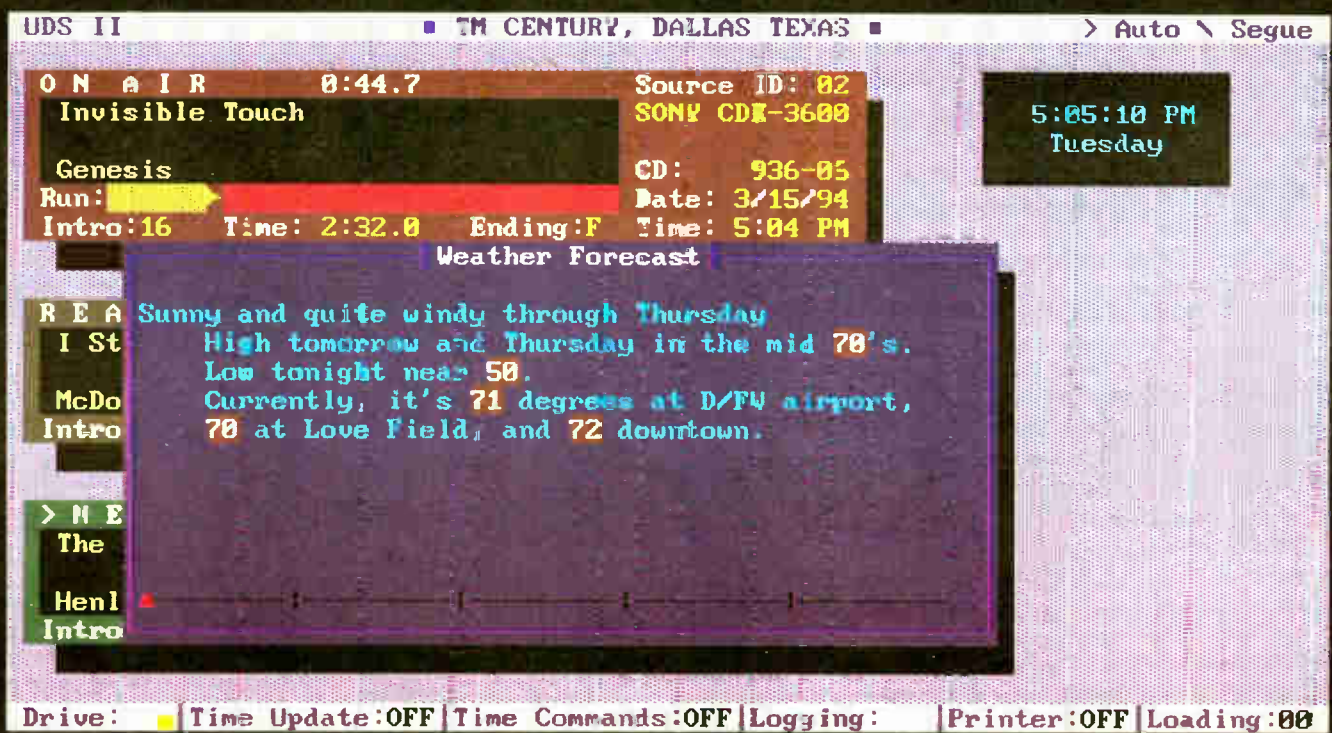 UDS II ■ TM CENTURY, DALLAS TEXAS ■ > Auto \ Segue
O N A I R 0:44.7 Source ID: 02
Invisible Touch SONY CDK-3600
5:05:10 PM
Tuesday
Genesis CD: 936-05
Run: Date: 3/15/94
Intro:16 Time: 2:32.0 Ending:F Time: 5:04 PM
Weather Forecast
R E A
Sunny and quite windy through Thursday
I St
High tomorrow and Thursday in the mid 70's.
Low tonight near 50.
McDo
Currently, it's 71 degrees at D/FW airport,
Intro
70 at Love Field, and 72 downtown.
> N E
The
Henl
Intro
Drive: Time Update:OFF Time Commands:OFF Logging: Printer:OFF Loading:00